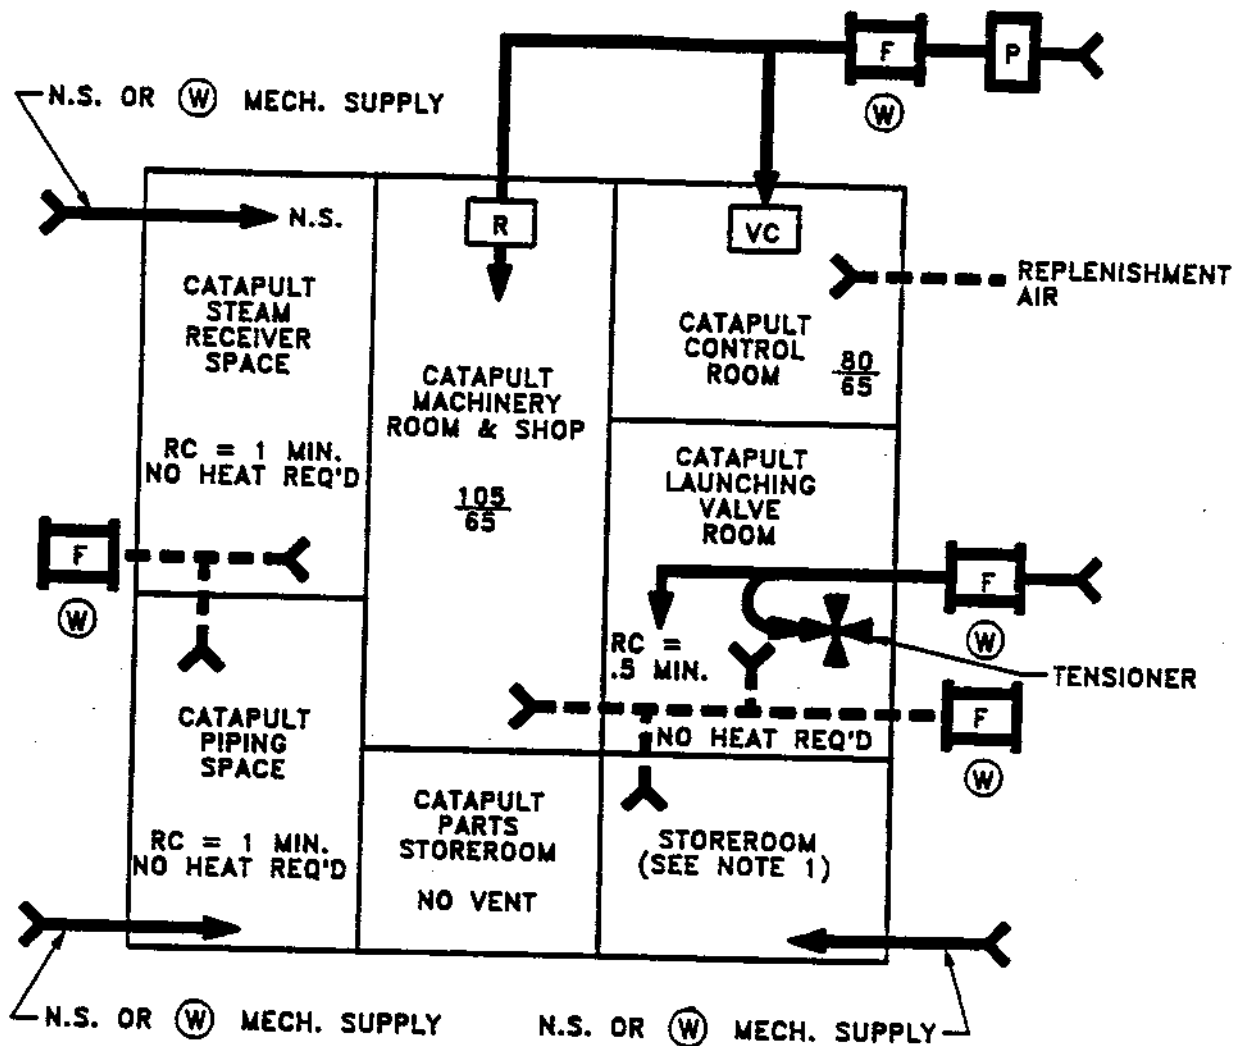 F
P
W
N.S. OR W MECH. SUPPLY
N.S.
R
VC
CATAPULT
STEAM
RECEIVER
SPACE
REPLENISHMENT
AIR
CATAPULT
CONTROL
ROOM
80
65
CATAPULT
MACHINERY
ROOM & SHOP
RC = 1 MIN.
NO HEAT REQ'D
105
65
CATAPULT
LAUNCHING
VALVE
ROOM
F
W
F
W
RC =
.5 MIN.
TENSIONER
F
W
NO HEAT REQ'D
CATAPULT
PIPING
SPACE
RC = 1 MIN.
NO HEAT REQ'D
CATAPULT
PARTS
STOREROOM
NO VENT
STOREROOM
(SEE NOTE 1)
N.S. OR W MECH. SUPPLY
N.S. OR W MECH. SUPPLY